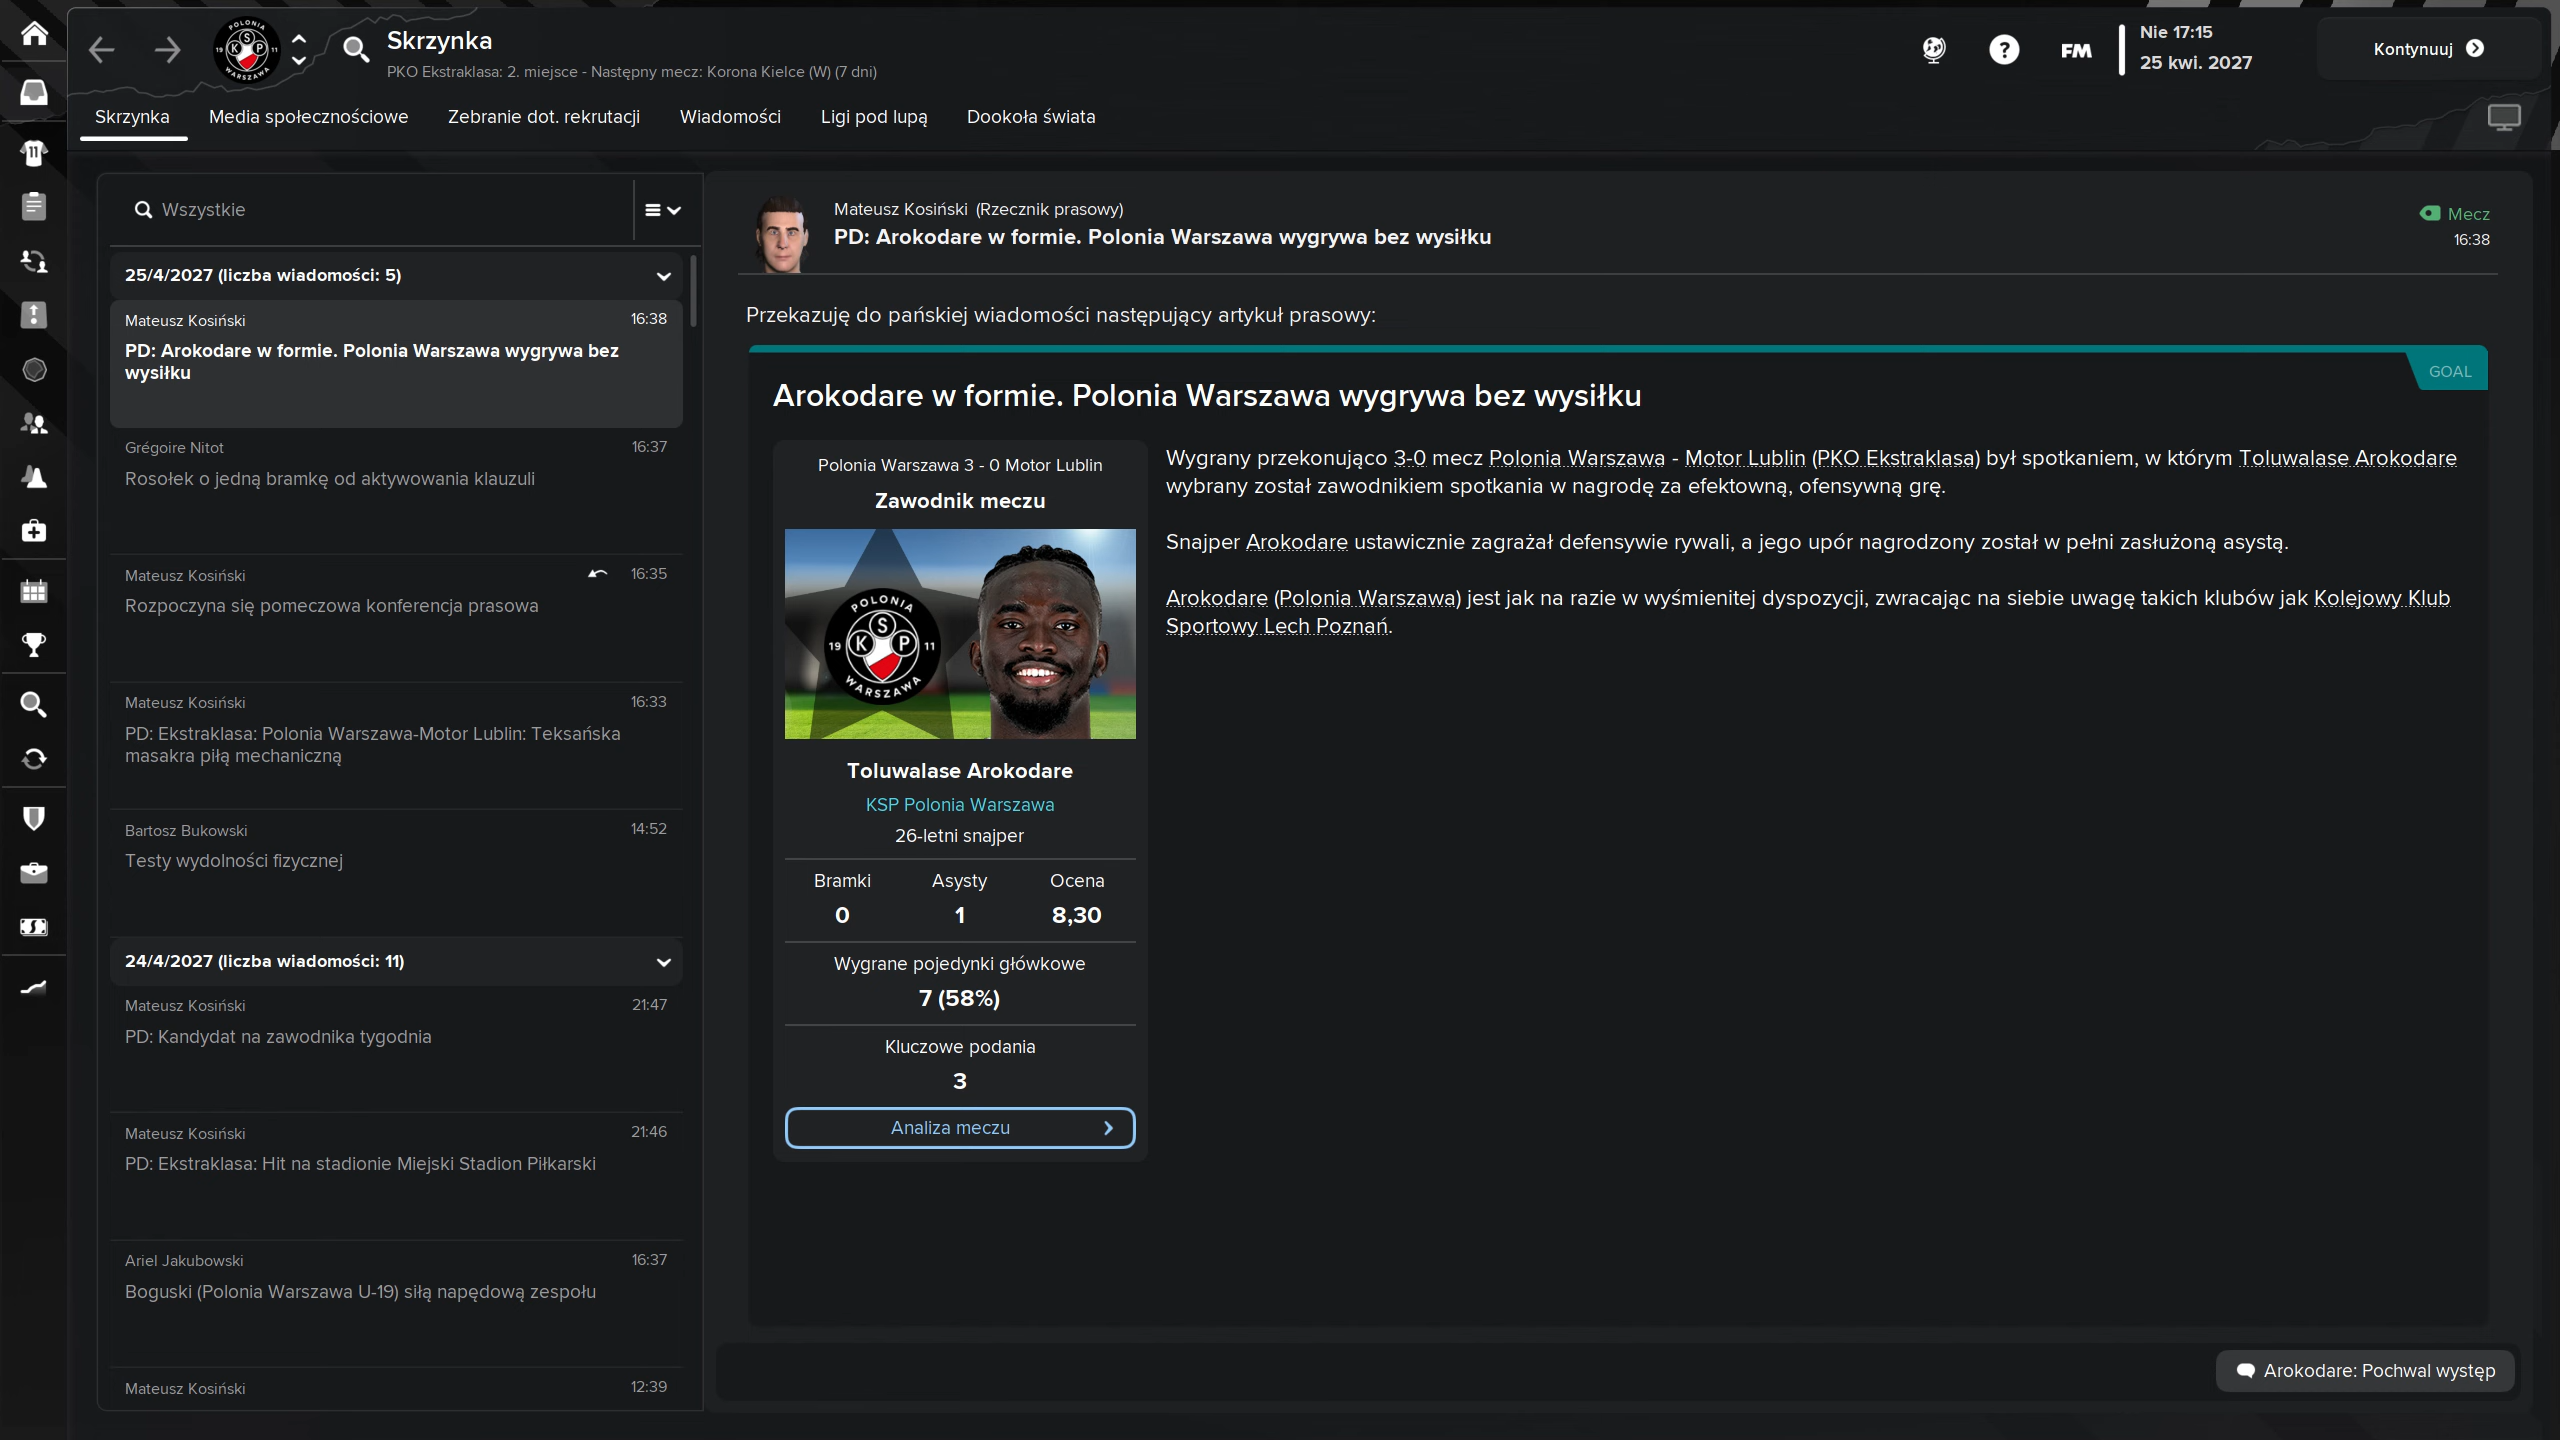 Skrzynka
PKO Ekstraklasa: 2. miejsce - Następny mecz: Korona Kielce (W) (7 dni)
FM
Nie 17:15
25 kwi. 2027
Kontynuuj
Skrzynka
Media społecznościowe
Zebranie dot. rekrutacji
Wiadomości
Ligi pod lupą
Dookoła świata
Wszystkie
25/4/2027 (liczba wiadomości: 5)
Mateusz Kosiński 16:38
PD: Arokodare w formie. Polonia Warszawa wygrywa bez
wysiłku
Grégoire Nitot 16:37
Rosołek o jedną bramkę od aktywowania klauzuli
Mateusz Kosiński 16:35
Rozpoczyna się pomeczowa konferencja prasowa
Mateusz Kosiński 16:33
PD: Ekstraklasa: Polonia Warszawa-Motor Lublin: Teksańska
masakra piłą mechaniczną
Bartosz Bukowski 14:52
Testy wydolności fizycznej
24/4/2027 (liczba wiadomości: 11)
Mateusz Kosiński 21:47
PD: Kandydat na zawodnika tygodnia
Mateusz Kosiński 21:46
PD: Ekstraklasa: Hit na stadionie Miejski Stadion Piłkarski
Ariel Jakubowski 16:37
Boguski (Polonia Warszawa U-19) siłą napędową zespołu
Mateusz Kosiński 12:39
Mateusz Kosiński (Rzecznik prasowy)
PD: Arokodare w formie. Polonia Warszawa wygrywa bez wysiłku
Mecz
16:38
Przekazuję do pańskiej wiadomości następujący artykuł prasowy:
GOAL
Arokodare w formie. Polonia Warszawa wygrywa bez wysiłku
Polonia Warszawa 3 - 0 Motor Lublin
Zawodnik meczu
POLONIA
19 KSP 11
WARSZAWA
Toluwalase Arokodare
KSP Polonia Warszawa
26-letni snajper
Bramki Asysty Ocena
0 1 8,30
Wygrane pojedynki główkowe
7 (58%)
Kluczowe podania
3
Analiza meczu
Wygrany przekonująco 3-0 mecz Polonia Warszawa - Motor Lublin (PKO Ekstraklasa) był spotkaniem, w którym Toluwalase Arokodare
wybrany został zawodnikiem spotkania w nagrodę za efektowną, ofensywną grę.
Snajper Arokodare ustawicznie zagrażał defensywie rywali, a jego upór nagrodzony został w pełni zasłużoną asystą.
Arokodare (Polonia Warszawa) jest jak na razie w wyśmienitej dyspozycji, zwracając na siebie uwagę takich klubów jak Kolejowy Klub
Sportowy Lech Poznań.
Arokodare: Pochwal występ